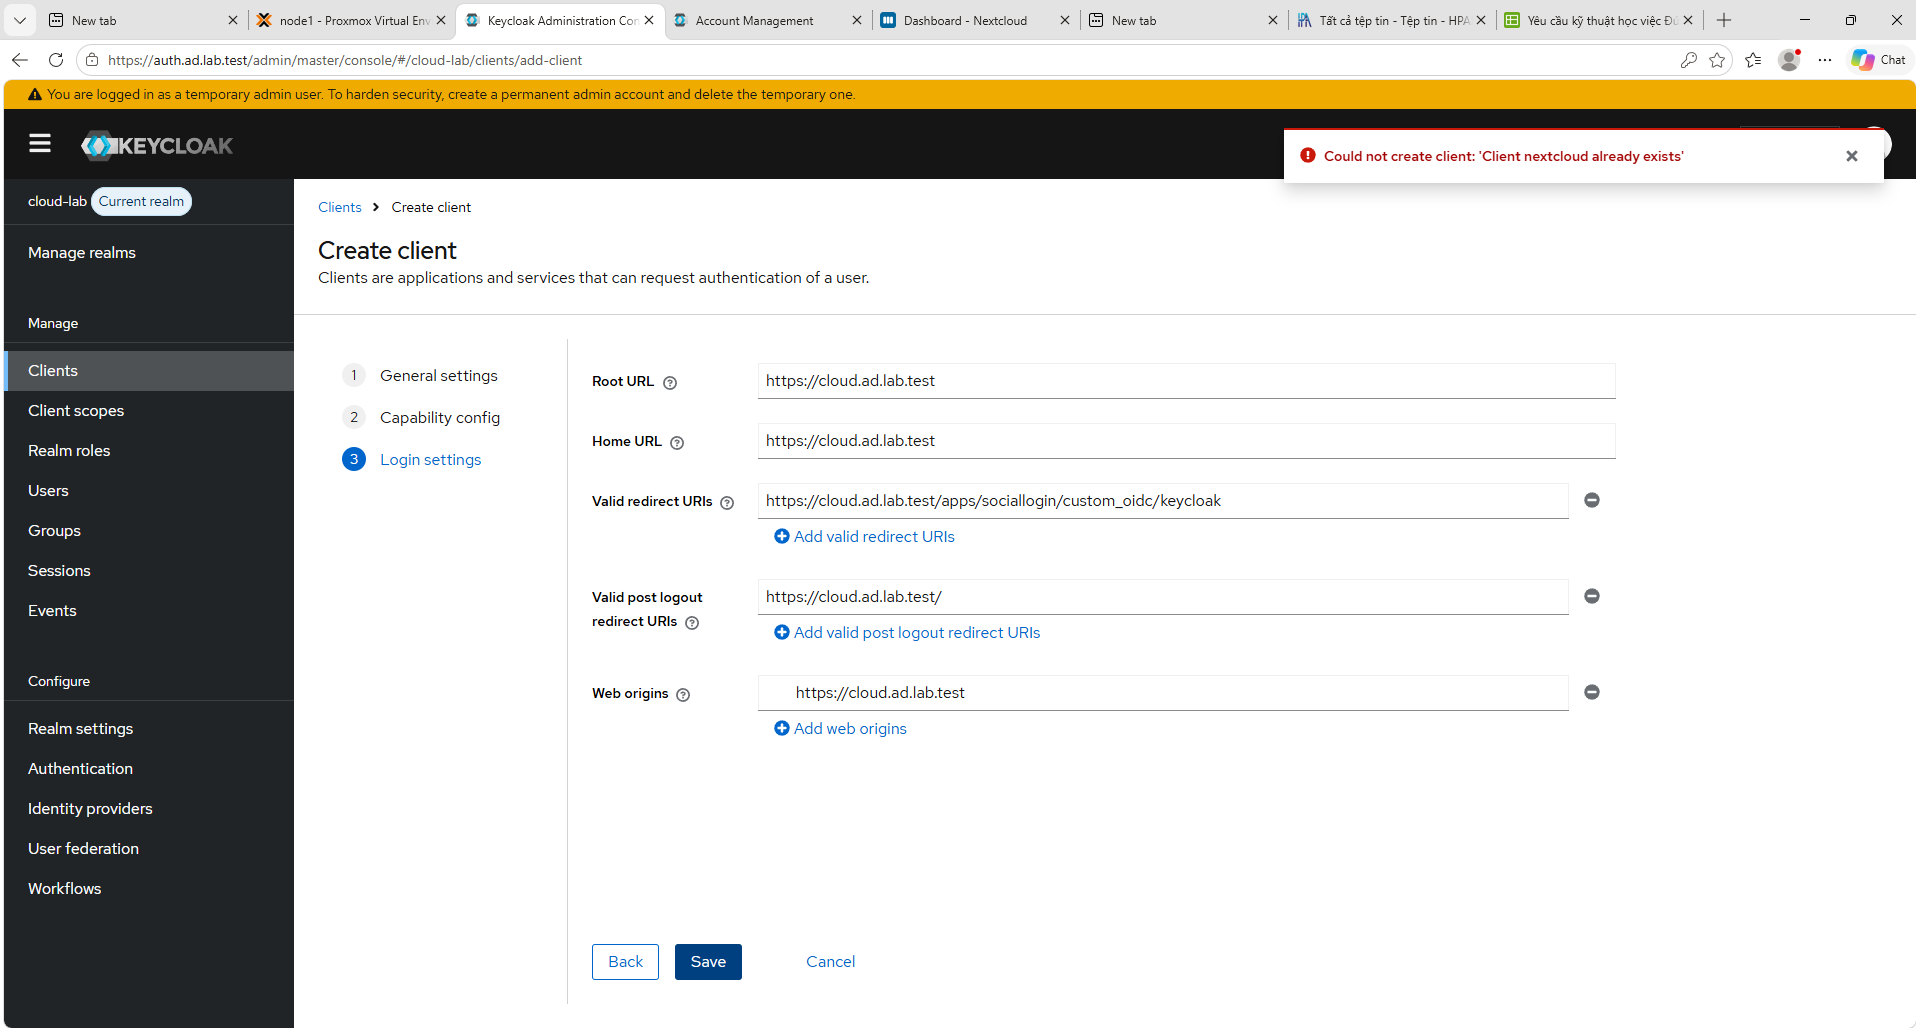 New tab
node1 - Proxmox Virtual Env
Keycloak Administration Con
Account Management
Dashboard - Nextcloud
New tab
Tất cả tệp tin - Tệp tin - HPA
Yêu cầu kỹ thuật học việc Đứ
https://auth.ad.lab.test/admin/master/console/#/cloud-lab/clients/add-client
Chat
You are logged in as a temporary admin user. To harden security, create a permanent admin account and delete the temporary one.
KEYCLOAK
Could not create client: 'Client nextcloud already exists'
cloud-lab Current realm
Manage realms
Manage
Clients
Client scopes
Realm roles
Users
Groups
Sessions
Events
Configure
Realm settings
Authentication
Identity providers
User federation
Workflows
Clients > Create client
Create client
Clients are applications and services that can request authentication of a user.
1 General settings
2 Capability config
3 Login settings
Root URL
https://cloud.ad.lab.test
Home URL
https://cloud.ad.lab.test
Valid redirect URIs
https://cloud.ad.lab.test/apps/sociallogin/custom_oidc/keycloak
Add valid redirect URIs
Valid post logout
redirect URIs
https://cloud.ad.lab.test/
Add valid post logout redirect URIs
Web origins
https://cloud.ad.lab.test
Add web origins
Back
Save
Cancel